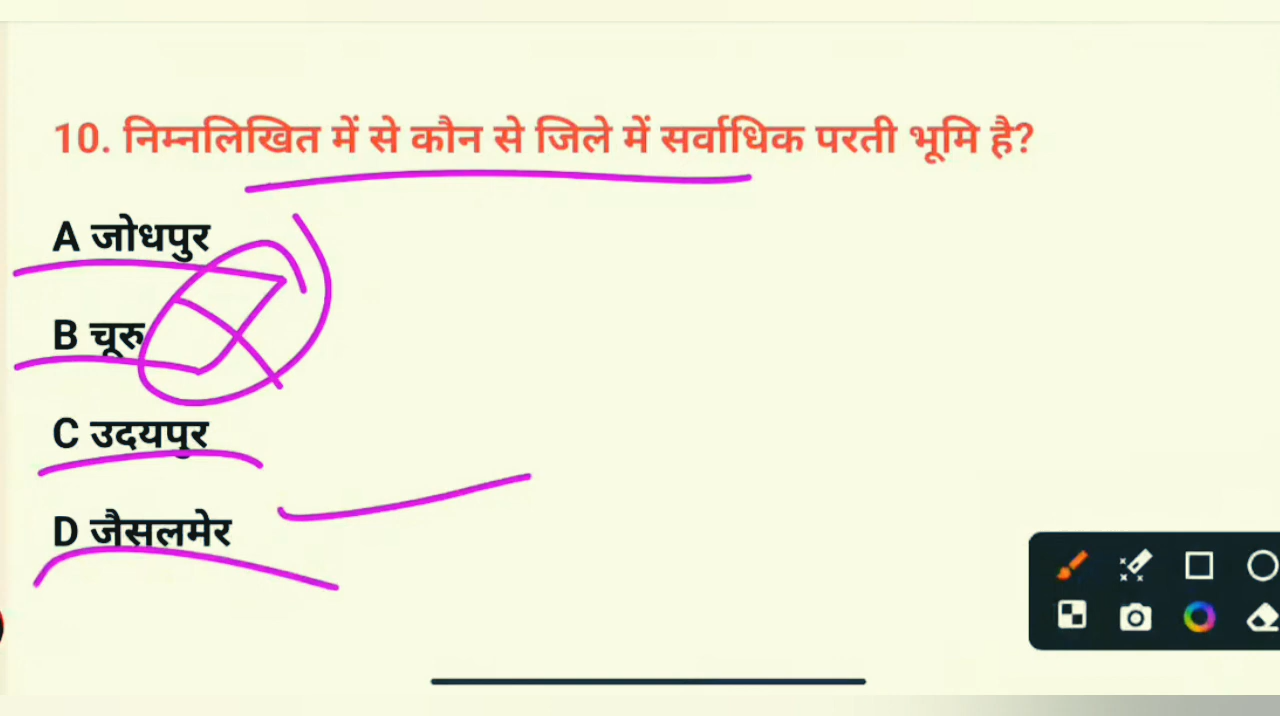 10. निम्नलिखित में से कौन से जिले में सर्वाधिक परती भूमि है?
A जोधपुर
B चूरु
C उदयपुर
D जैसलमेर